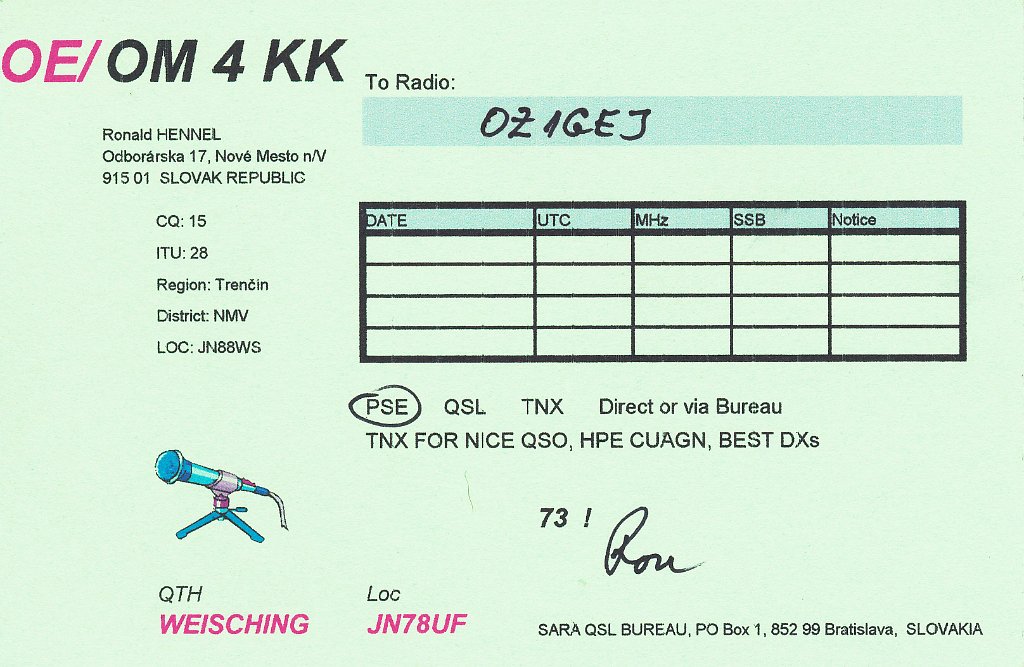 OE/OM 4 KK
To Radio:
OZ1GEJ
Ronald HENNEL
Odborárska 17, Nové Mesto n/V
915 01 SLOVAK REPUBLIC
CQ: 15
ITU: 28
Region: Trenčín
District: NMV
LOC: JN88WS
DATE UTC MHz SSB Notice
PSE QSL TNX Direct or via Bureau
TNX FOR NICE QSO, HPE CUAGN, BEST DXs
73 !
Ron
QTH Loc
WEISCHING JN78UF
SARA QSL BUREAU, PO Box 1, 852 99 Bratislava, SLOVAKIA